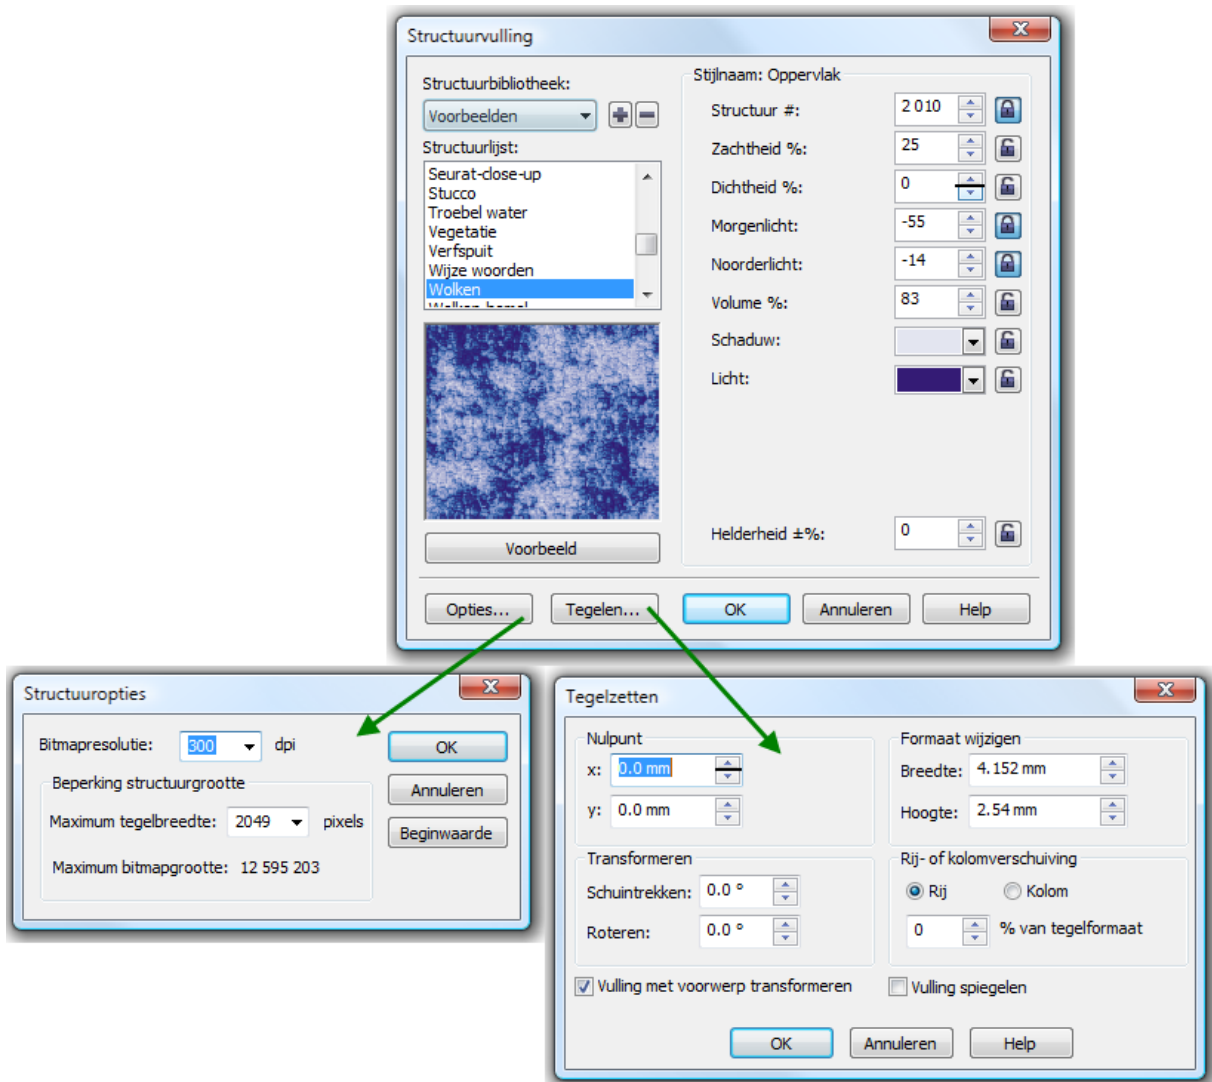 Structuurvulling
Structuurbibliotheek:
Voorbeelden
Structuurlijst:
Seurat-close-up
Stucco
Troebel water
Vegetatie
Verfspuit
Wijze woorden
Wolken
Voorbeeld
Stijlnaam: Oppervlak
Structuur #: 2 010
Zachtheid %: 25
Dichtheid %: 0
Morgenlicht: -55
Noorderlicht: -14
Volume %: 83
Schaduw:
Licht:
Helderheid ±%: 0
Opties... Tegelen... OK Annuleren Help
Structuuropties
Bitmapresolutie: 300 dpi
OK
Beperking structuurgrootte
Annuleren
Maximum tegelbreedte: 2049 pixels
Beginwaarde
Maximum bitmapgrootte: 12 595 203
Tegelzetten
Nulpunt
x: 0.0 mm
y: 0.0 mm
Formaat wijzigen
Breedte: 4.152 mm
Hoogte: 2.54 mm
Transformeren
Schuintrekken: 0.0 °
Roteren: 0.0 °
Rij- of kolomverschuiving
Rij Kolom
0 % van tegelformaat
Vulling met voorwerp transformeren
Vulling spiegelen
OK Annuleren Help